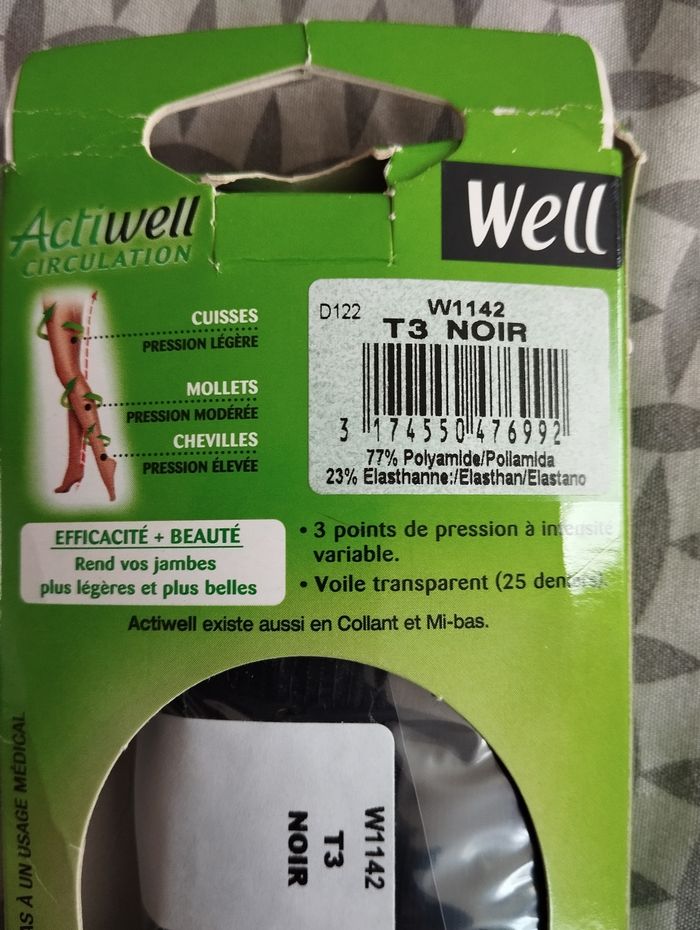 Actiwell
CIRCULATION
Well
CUISSES
PRESSION LÉGÈRE
MOLLETS
PRESSION MODÉRÉE
CHEVILLES
PRESSION ÉLEVÉE
D122
W1142
T3 NOIR
3 174550 476992
77% Polyamide/Poliamida
23% Elasthanne:/Elasthan/Elastano
EFFICACITÉ + BEAUTÉ
Rend vos jambes
plus légères et plus belles
• 3 points de pression à intensité
variable.
• Voile transparent (25 deniers).
Actiwell existe aussi en Collant et Mi-bas.
À UN USAGE MÉDICAL
W1142
T3
NOIR